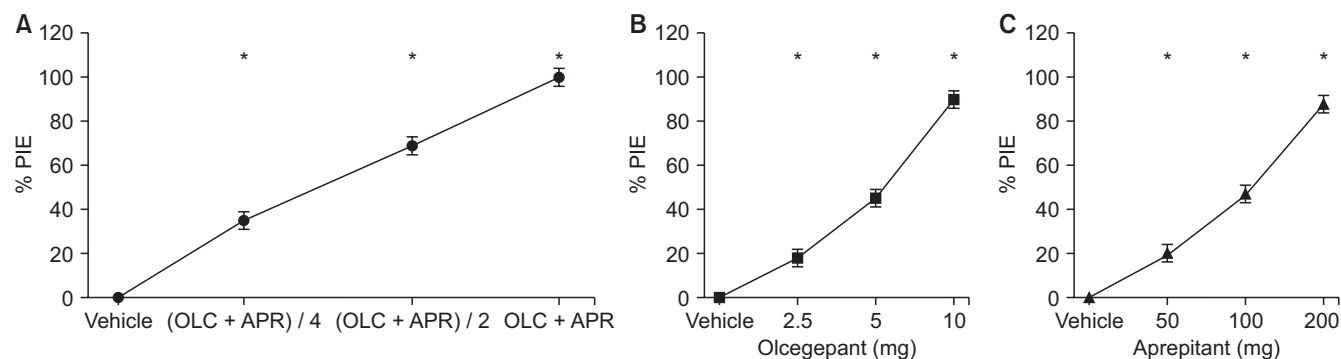 A
% PIE
120
100
80
60
40
20
0
* * *
Vehicle (OLC + APR) / 4 (OLC + APR) / 2 OLC + APR
B
% PIE
120
100
80
60
40
20
0
* * *
Vehicle 2.5 5 10
Olcegepant (mg)
C
% PIE
120
100
80
60
40
20
0
* * *
Vehicle 50 100 200
Aprepitant (mg)